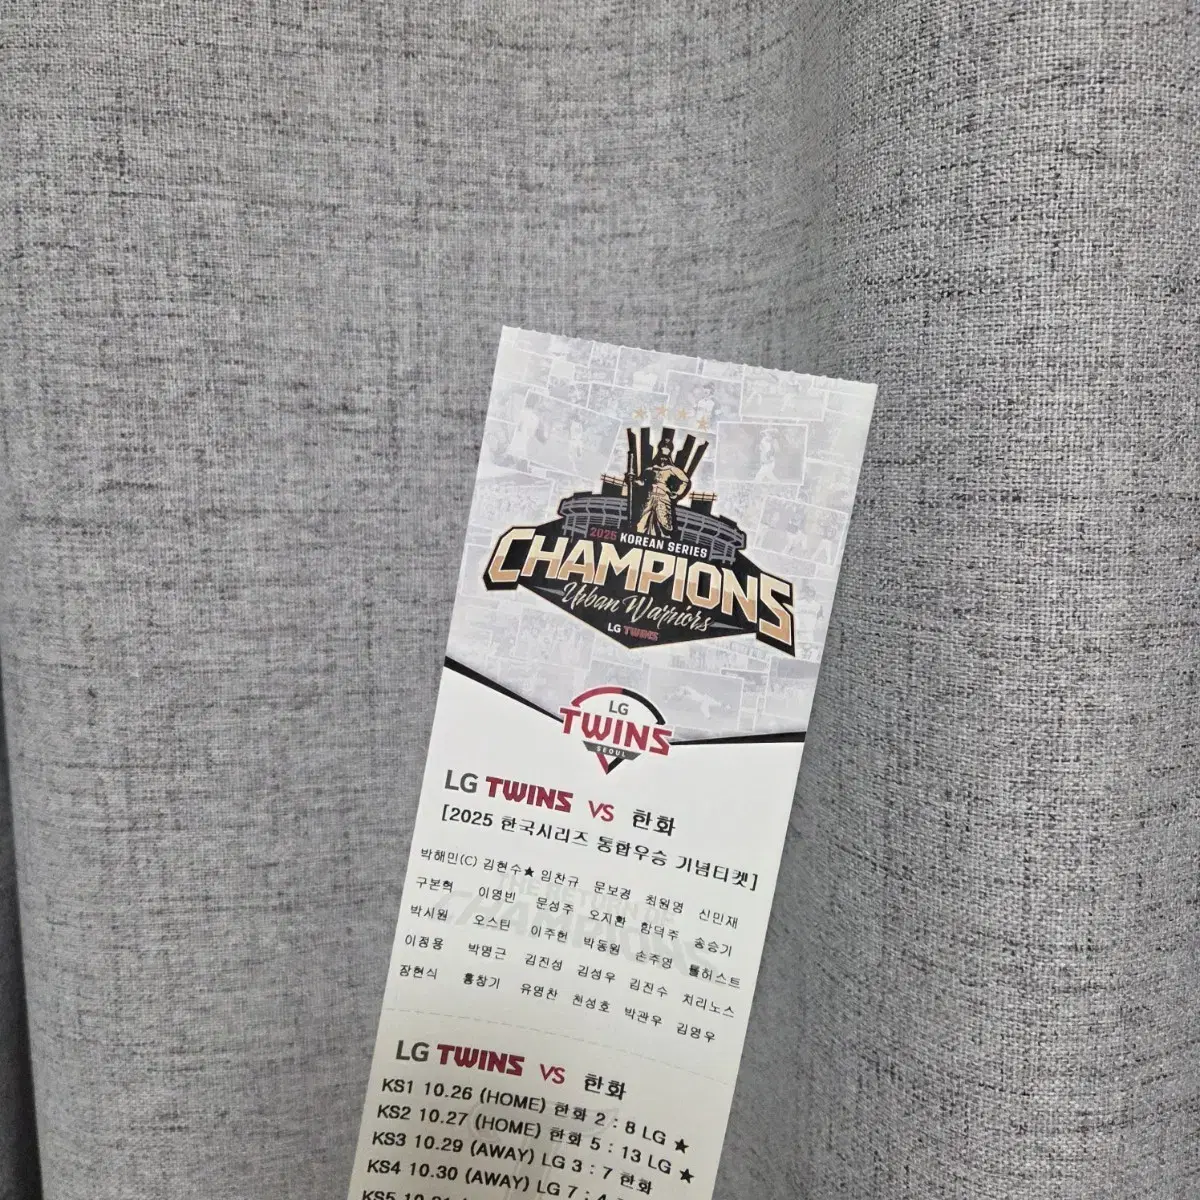 2025 KOREAN SERIES
CHAMPIONS
Urban Warriors
LG TWINS
LG
TWINS
SEOUL
LG TWINS VS 한화
[2025 한국시리즈 통합우승 기념티켓]
박해민(C) 김현수★ 임찬규 문보경 최원영 신민재
구본혁 이영빈 문성주 오지환 함덕주 송승기
박시원 오스틴 이주헌 박동원 손주영 톨허스트
이정용 박명근 김진성 김성우 김진수 치리노스
장현식 홍창기 유영찬 천성호 박관우 김영우
THE RETURN OF
CHAMPIONS
LG TWINS VS 한화
KS1 10.26 (HOME) 한화 2 : 8 LG ★
KS2 10.27 (HOME) 한화 5 : 13 LG ★
KS3 10.29 (AWAY) LG 3 : 7 한화
KS4 10.30 (AWAY) LG 7 : 4
KS5